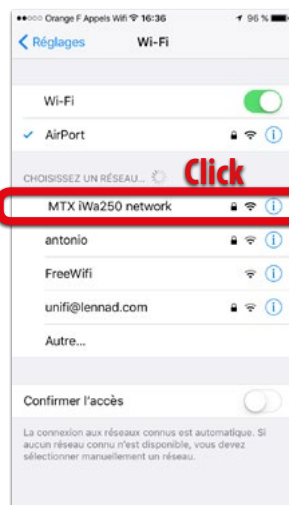 Orange F Appels Wifi 16:36 96 %
Réglages Wi-Fi
Wi-Fi
AirPort
CHOISISSEZ UN RÉSEAU...
Click
MTX iWa250 network
antonio
FreeWifi
unifi@lennad.com
Autre...
Confirmer l'accès
La connexion aux réseaux connus est automatique. Si
aucun réseau connu n'est disponible, vous devez
sélectionner manuellement un réseau.